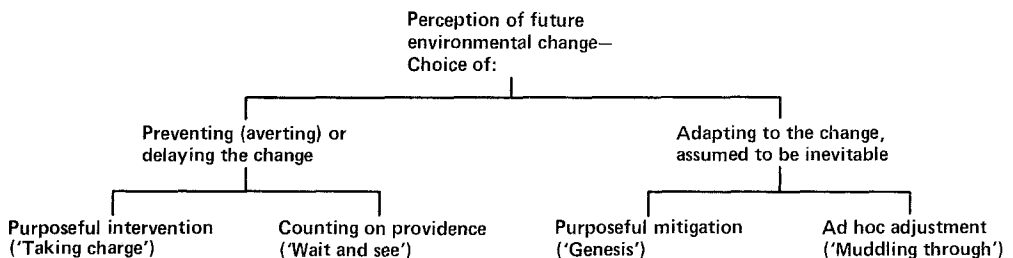 Perception of future
environmental change—
Choice of:
Preventing (averting) or
delaying the change
Adapting to the change,
assumed to be inevitable
Purposeful intervention
('Taking charge')
Counting on providence
('Wait and see')
Purposeful mitigation
('Genesis')
Ad hoc adjustment
('Muddling through')